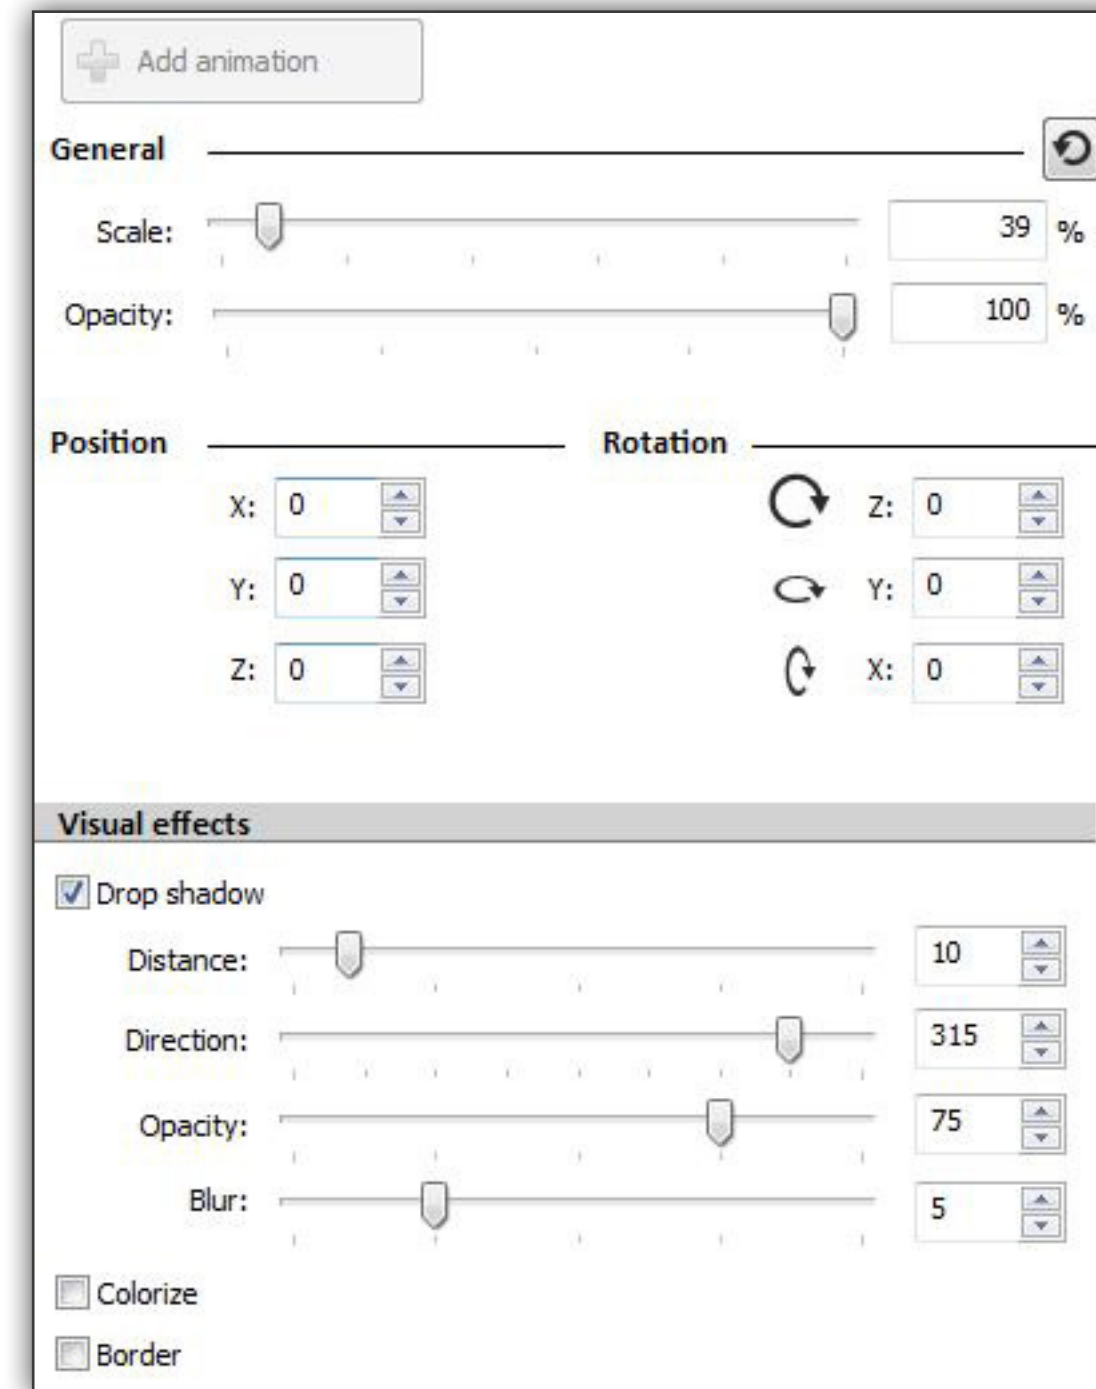 Add animation
General
Scale: 39 %
Opacity: 100 %
Position Rotation
X: 0 Z: 0
Y: 0 Y: 0
Z: 0 X: 0
Visual effects
Drop shadow
Distance: 10
Direction: 315
Opacity: 75
Blur: 5
Colorize
Border